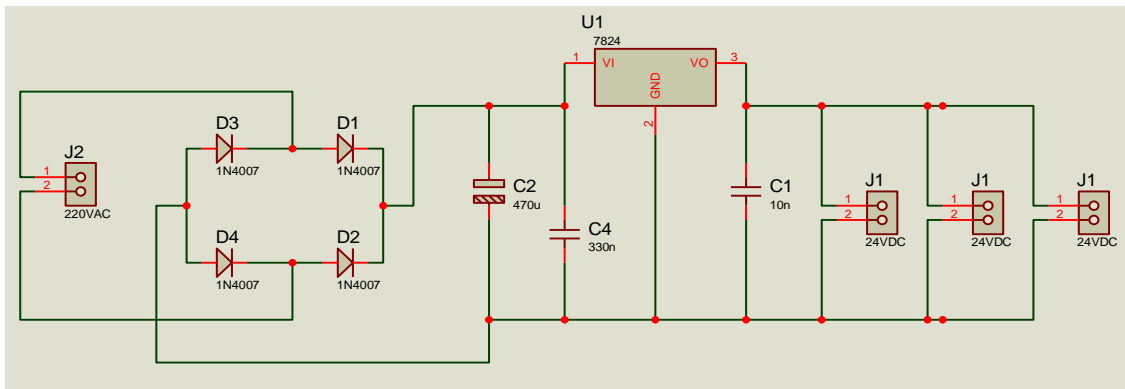 U1
7824
1
VI
VO
3
GND
2
D3
1N4007
D1
1N4007
J2
1
2
220VAC
D4
1N4007
D2
1N4007
C2
470u
C4
330n
C1
10n
J1
1
2
24VDC
J1
1
2
24VDC
J1
1
2
24VDC